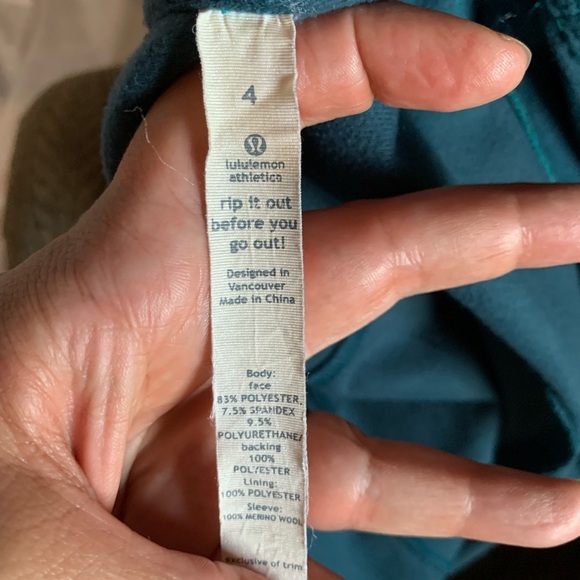 4
lululemon
athletica
rip it out
before you
go out!
Designed in
Vancouver
Made in China
Body:
face
83% POLYESTER,
7.5% SPANDEX
9.5%
POLYURETHANE/
backing
100%
POLYESTER
Lining:
100% POLYESTER
Sleeve:
100% MERINO WOOL
exclusive of trim